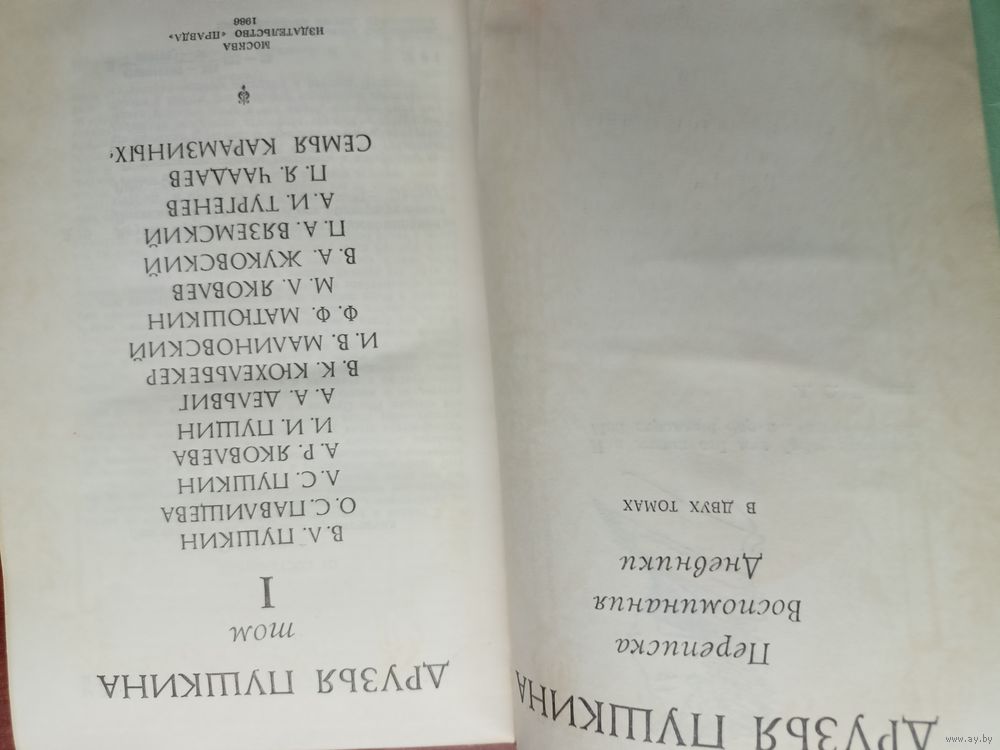 ДРУЗЬЯ ПУШКИНА
Переписка
Воспоминания
Дневники
В ДВУХ ТОМАХ
ДРУЗЬЯ ПУШКИНА
том
I
В. Л. ПУШКИН
О. С. ПАВЛИЩЕВА
Л. С. ПУШКИН
А. Р. ЯКОВЛЕВА
И. И. ПУЩИН
А. А. ДЕЛЬВИГ
В. К. КЮХЕЛЬБЕКЕР
И. В. МАЛИНОВСКИЙ
Ф. Ф. МАТЮШКИН
М. Л. ЯКОВЛЕВ
В. А. ЖУКОВСКИЙ
П. А. ВЯЗЕМСКИЙ
А. И. ТУРГЕНЕВ
П. Я. ЧААДАЕВ
СЕМЬЯ КАРАМЗИНЫХ
МОСКВА
ИЗДАТЕЛЬСТВО «ПРАВДА»
1986
www.ay.by